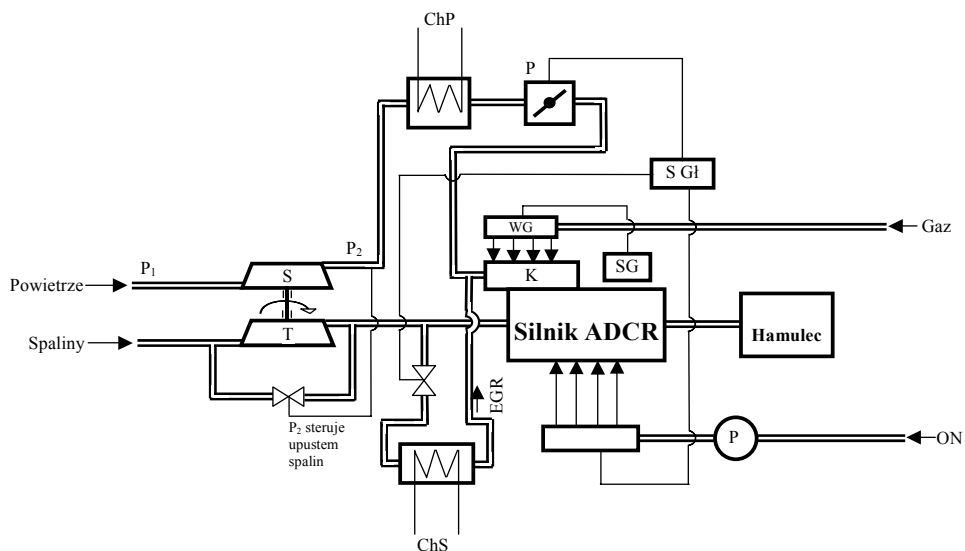 ChP
P
S Gł
WG
Gaz
P₂
P₁
S
K
SG
Powietrze
T
Silnik ADCR
Hamulec
Spaliny
EGR
P₂ steruje
upustem
spalin
P
ON
ChS